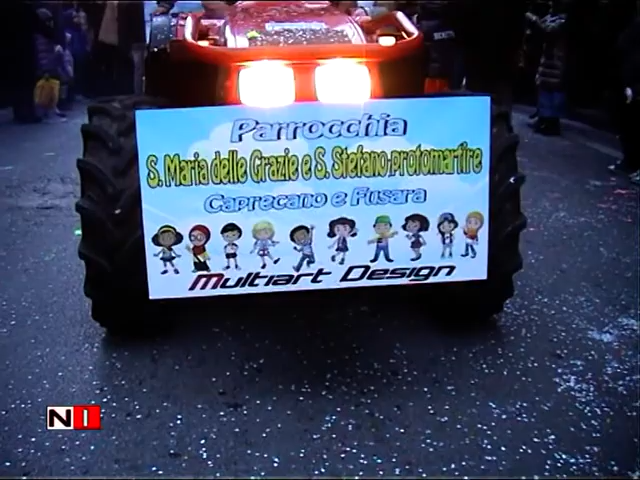 Parrocchia
S. Maria delle Grazie e S. Stefano protomartire
Caprecano e Fusara
Multiart Design
NI